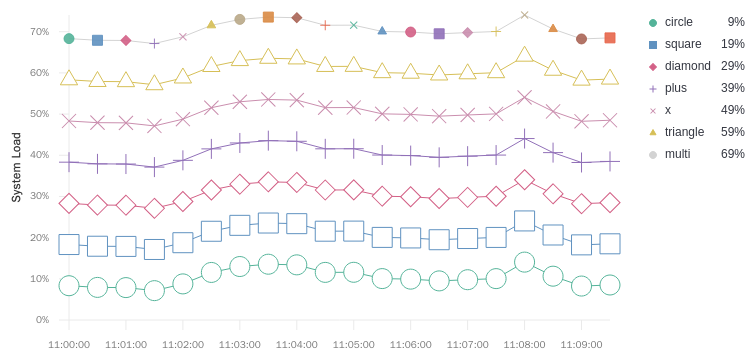 70%
60%
50%
40%
30%
20%
10%
0%
System Load
11:00:00 11:01:00 11:02:00 11:03:00 11:04:00 11:05:00 11:06:00 11:07:00 11:08:00 11:09:00
circle 9%
square 19%
diamond 29%
plus 39%
x 49%
triangle 59%
multi 69%